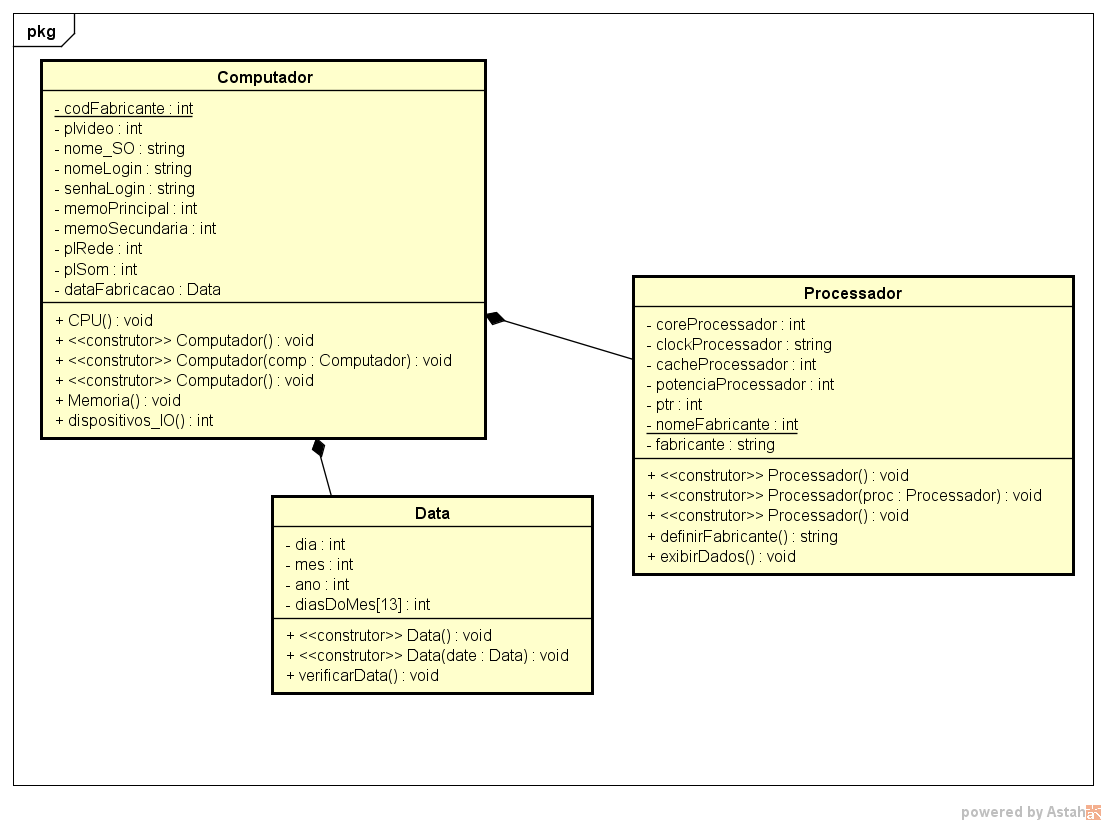 pkg
Computador
- codFabricante : int
- plvideo : int
- nome_SO : string
- nomeLogin : string
- senhaLogin : string
- memoPrincipal : int
- memoSecundaria : int
- plRede : int
- plSom : int
- dataFabricacao : Data
+ CPU() : void
+ <<construtor>> Computador() : void
+ <<construtor>> Computador(comp : Computador) : void
+ <<construtor>> Computador() : void
+ Memoria() : void
+ dispositivos_IO() : int
Processador
- coreProcessador : int
- clockProcessador : string
- cacheProcessador : int
- potenciaProcessador : int
- ptr : int
- nomeFabricante : int
- fabricante : string
+ <<construtor>> Processador() : void
+ <<construtor>> Processador(proc : Processador) : void
+ <<construtor>> Processador() : void
+ definirFabricante() : string
+ exibirDados() : void
Data
- dia : int
- mes : int
- ano : int
- diasDoMes[13] : int
+ <<construtor>> Data() : void
+ <<construtor>> Data(date : Data) : void
+ verificarData() : void
powered by Astah